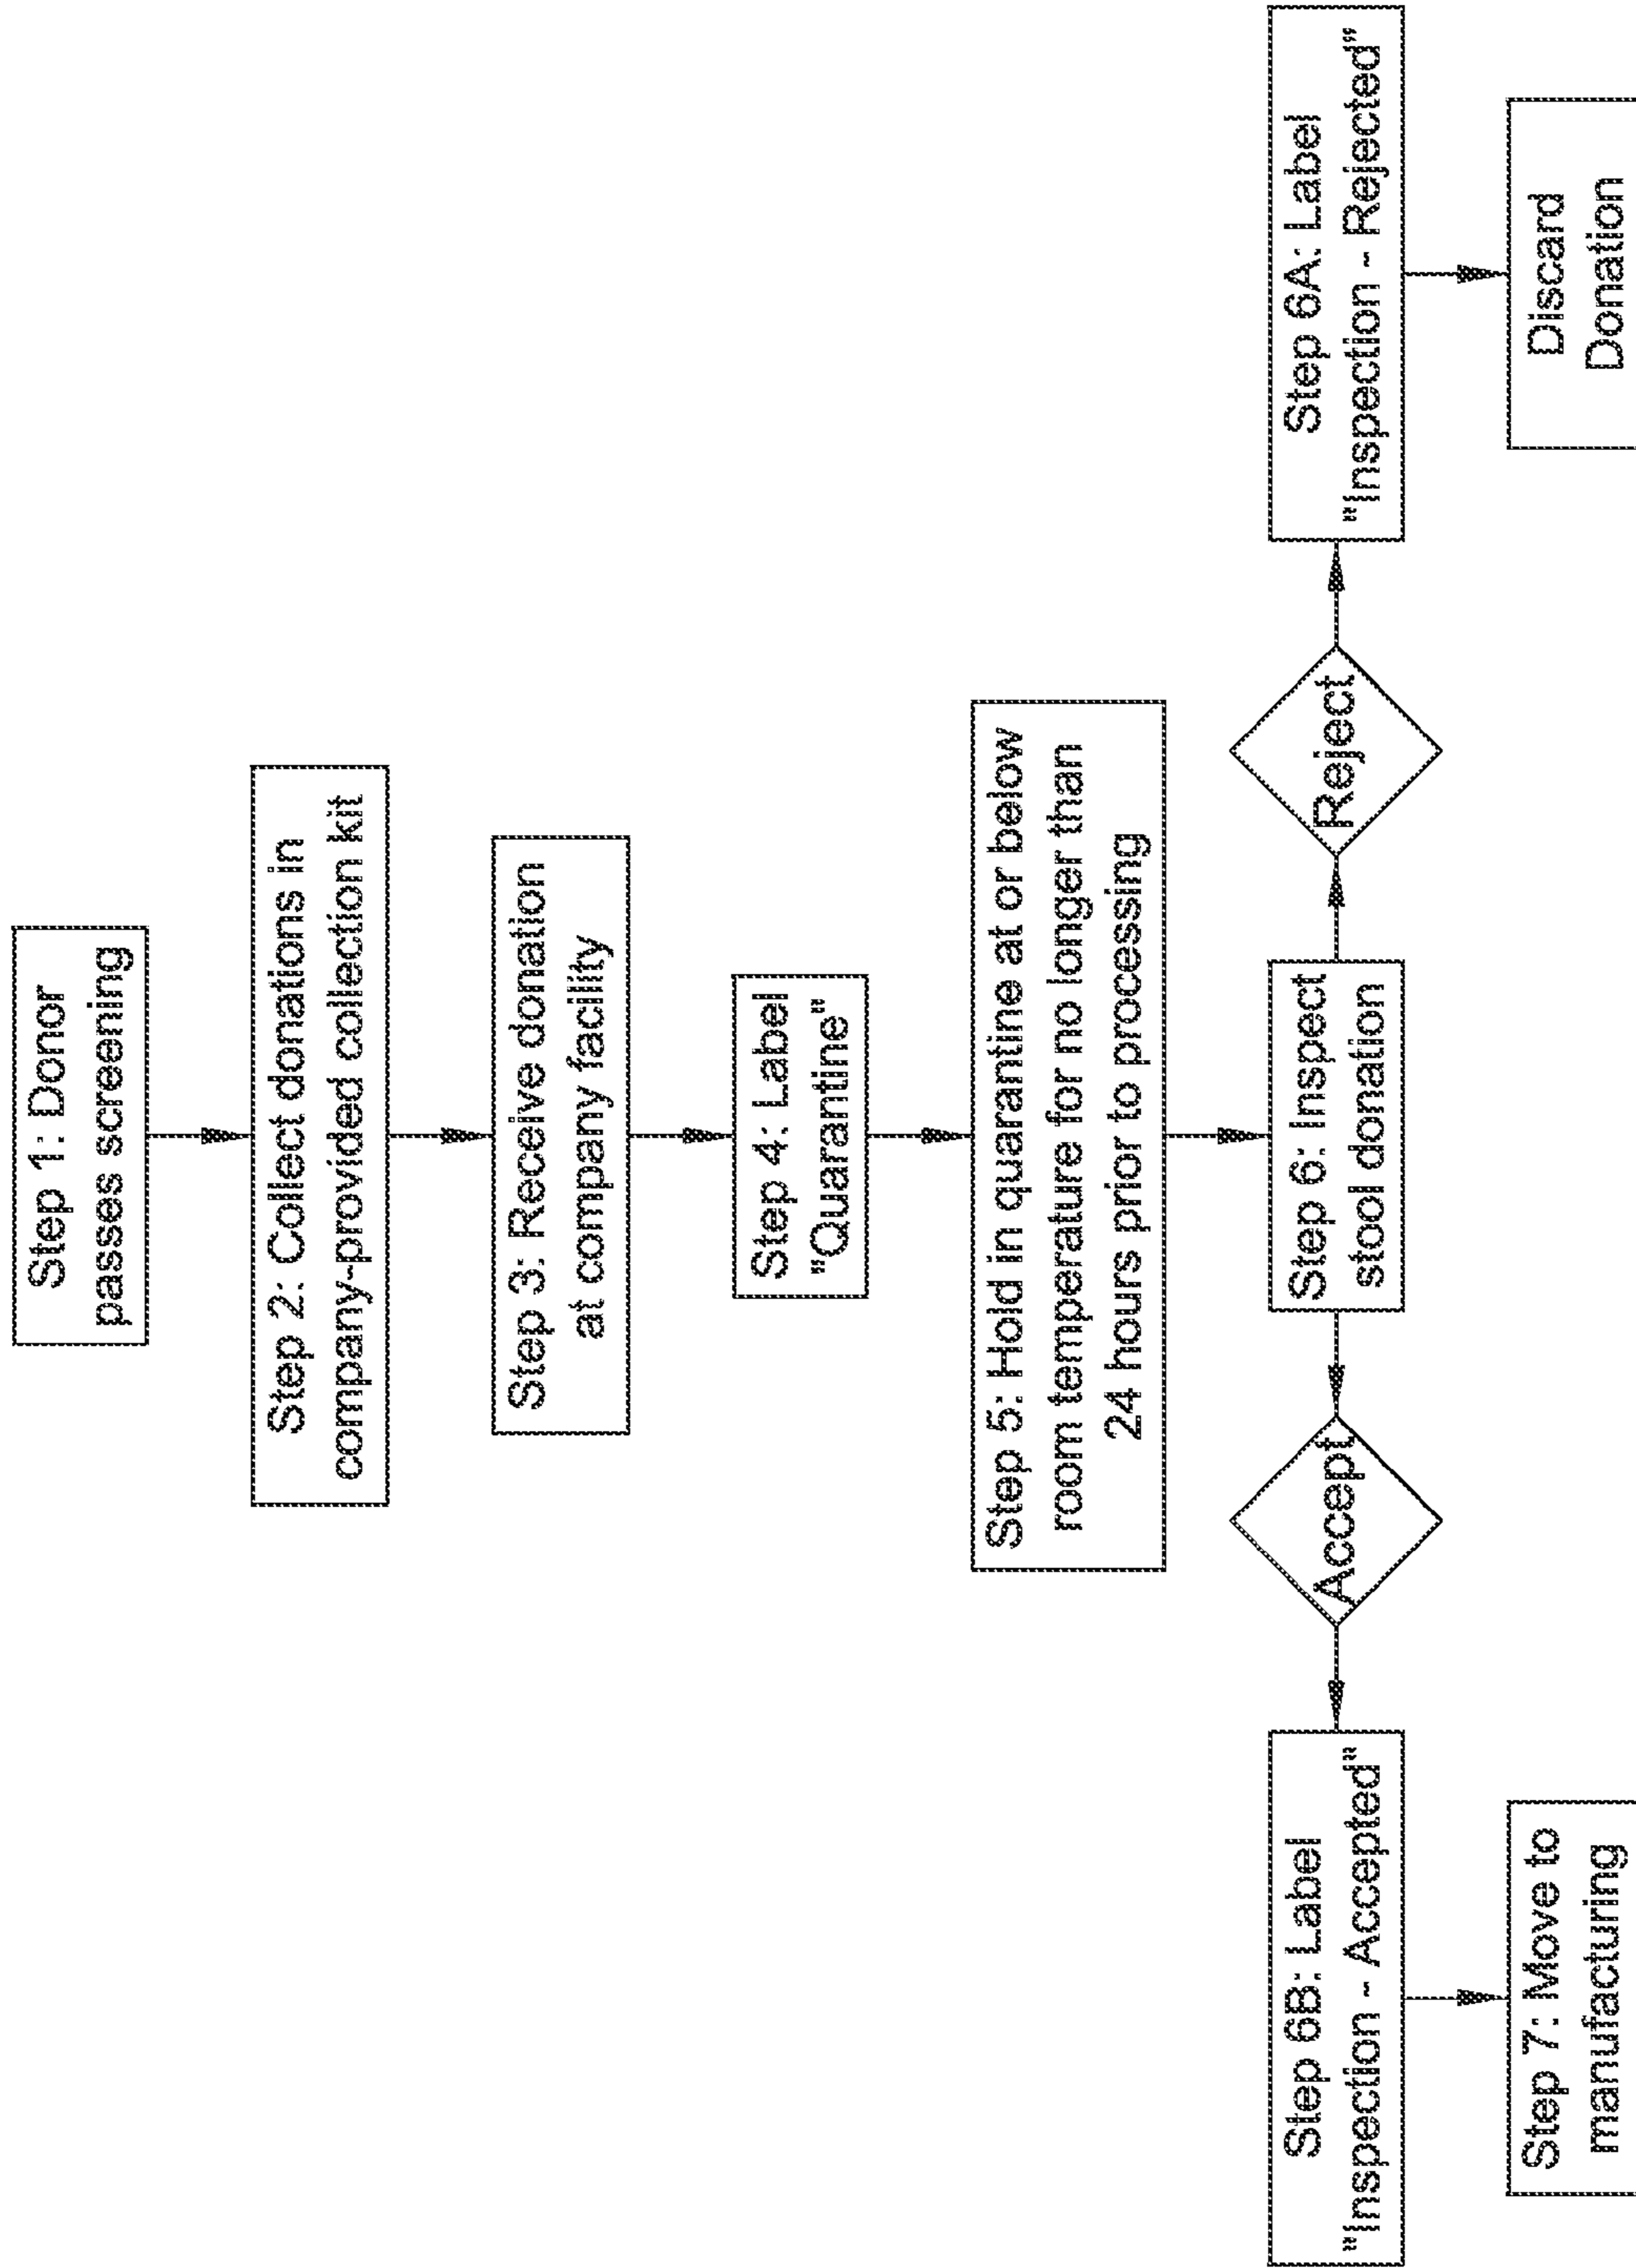 Step 1: Donor
passes screening
Step 2: Collect donations in
company-provided collection kit
Step 3: Receive donation
at company facility
Step 4: Label
"Quarantine"
Step 5: Hold in quarantine at or below
room temperature for no longer than
24 hours prior to processing
Step 6: Inspect
stool donation
Accept
Reject
Step 6B: Label
"Inspection - Accepted"
Step 6A: Label
"Inspection - Rejected"
Step 7: Move to
manufacturing
Discard
Donation